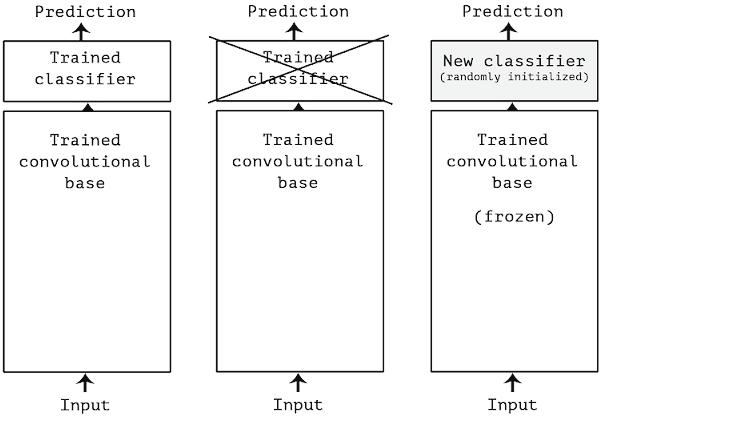 Prediction
Trained
classifier
Trained
convolutional
base
Input
Prediction
Trained
classifier
Trained
convolutional
base
Input
Prediction
New classifier
(randomly initialized)
Trained
convolutional
base
(frozen)
Input